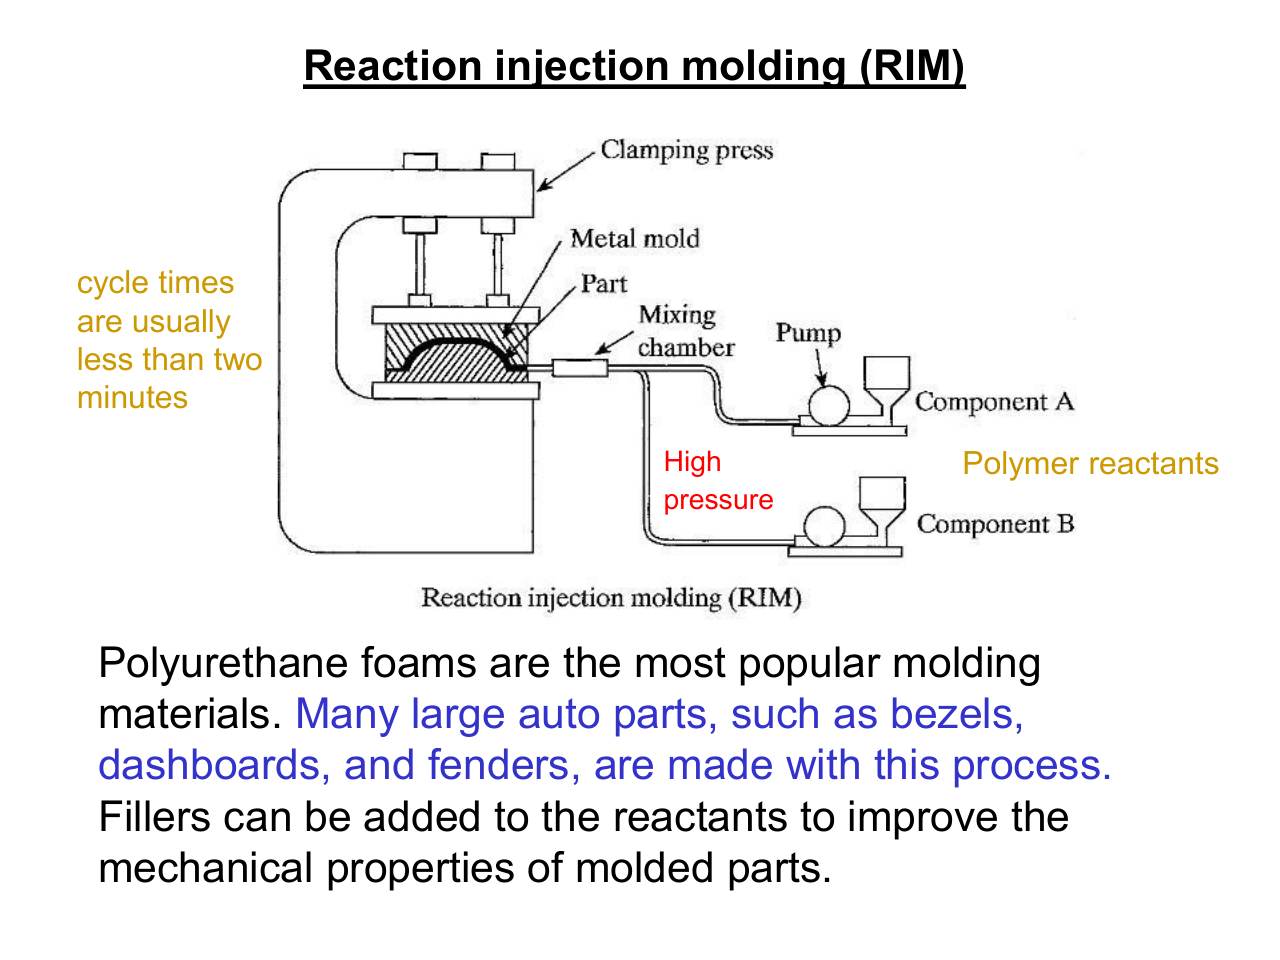 Reaction injection molding (RIM)
Clamping press
Metal mold
Part
Mixing
chamber
Pump
Component A
cycle times
are usually
less than two
minutes
High
pressure
Polymer reactants
Component B
Reaction injection molding (RIM)
Polyurethane foams are the most popular molding
materials. Many large auto parts, such as bezels,
dashboards, and fenders, are made with this process.
Fillers can be added to the reactants to improve the
mechanical properties of molded parts.